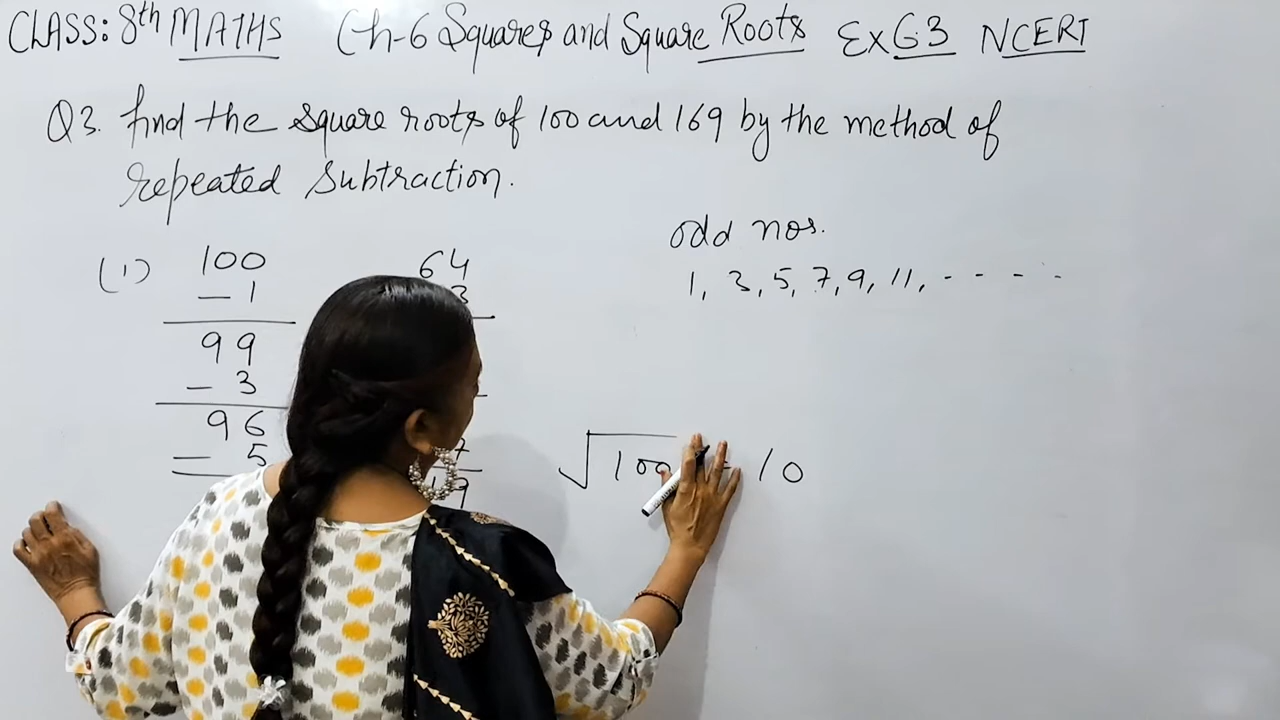 CLASS: 8th MATHS Ch-6 Squares and Square Roots Ex 6.3 NCERT
Q3. find the square roots of 100 and 169 by the method of
repeated subtraction.
odd nos.
1, 3, 5, 7, 9, 11, - - - -
(1) 100
- 1
99
- 3
96
- 5
64
3
7
√100 = 10